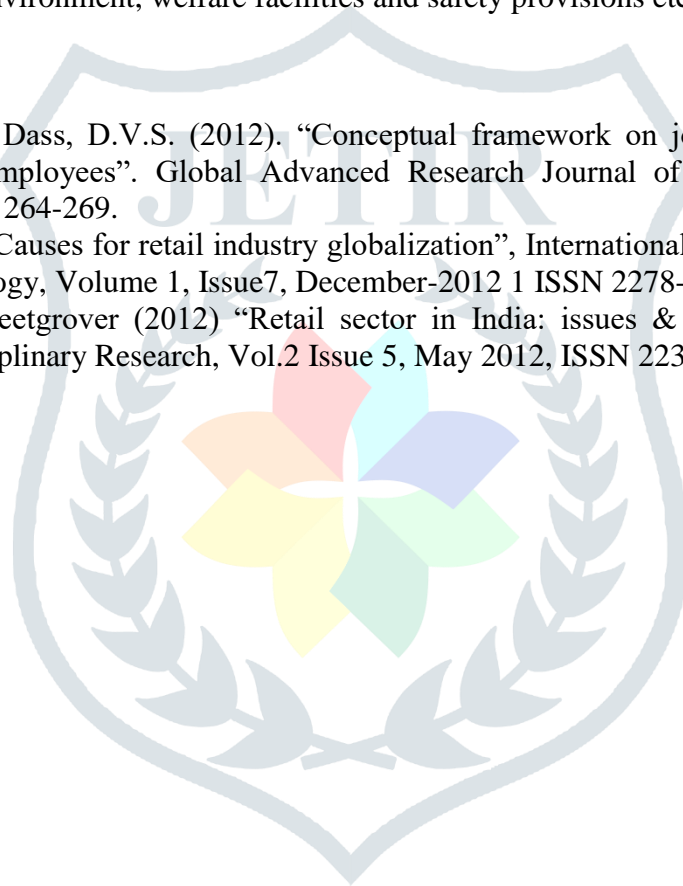 nvironment, welfare facilities and safety provisions etc
Dass, D.V.S. (2012). “Conceptual framework on jo
mployees”. Global Advanced Research Journal of
264-269.
Causes for retail industry globalization”, International
ogy, Volume 1, Issue7, December-2012 1 ISSN 2278-
eetgrover (2012) “Retail sector in India: issues &
plinary Research, Vol.2 Issue 5, May 2012, ISSN 223
JETIR